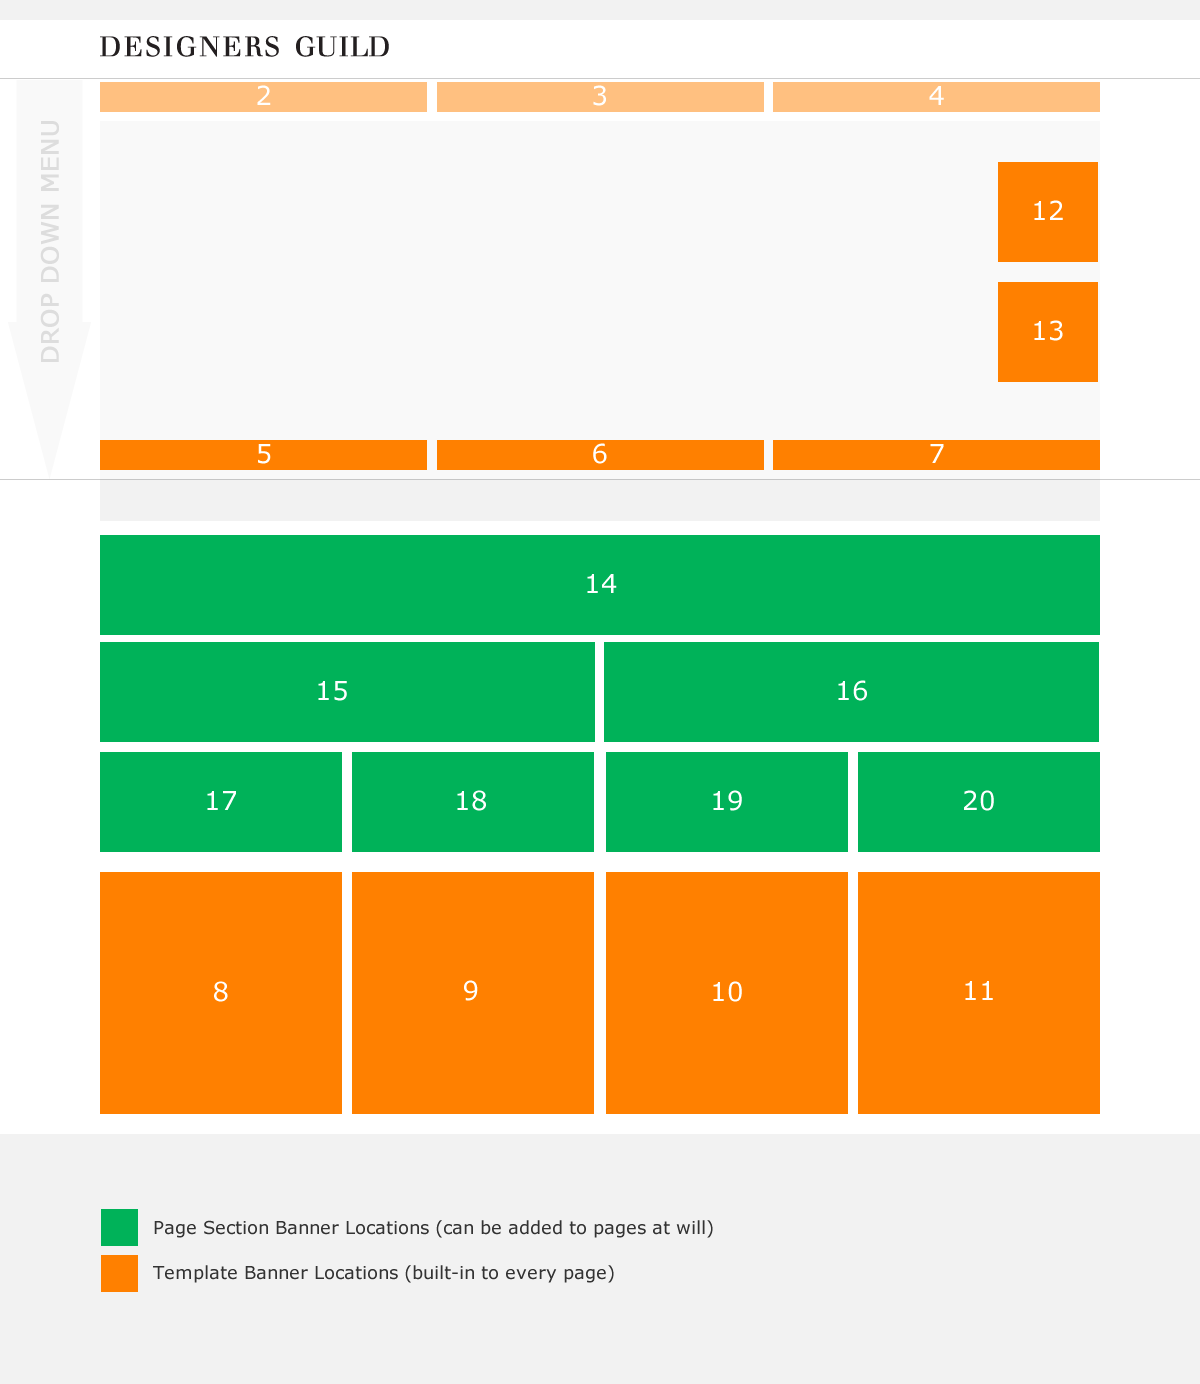 DESIGNERS GUILD
2 3 4
DROP DOWN MENU
12
13
5 6 7
14
15 16
17 18 19 20
8 9 10 11
Page Section Banner Locations (can be added to pages at will)
Template Banner Locations (built-in to every page)